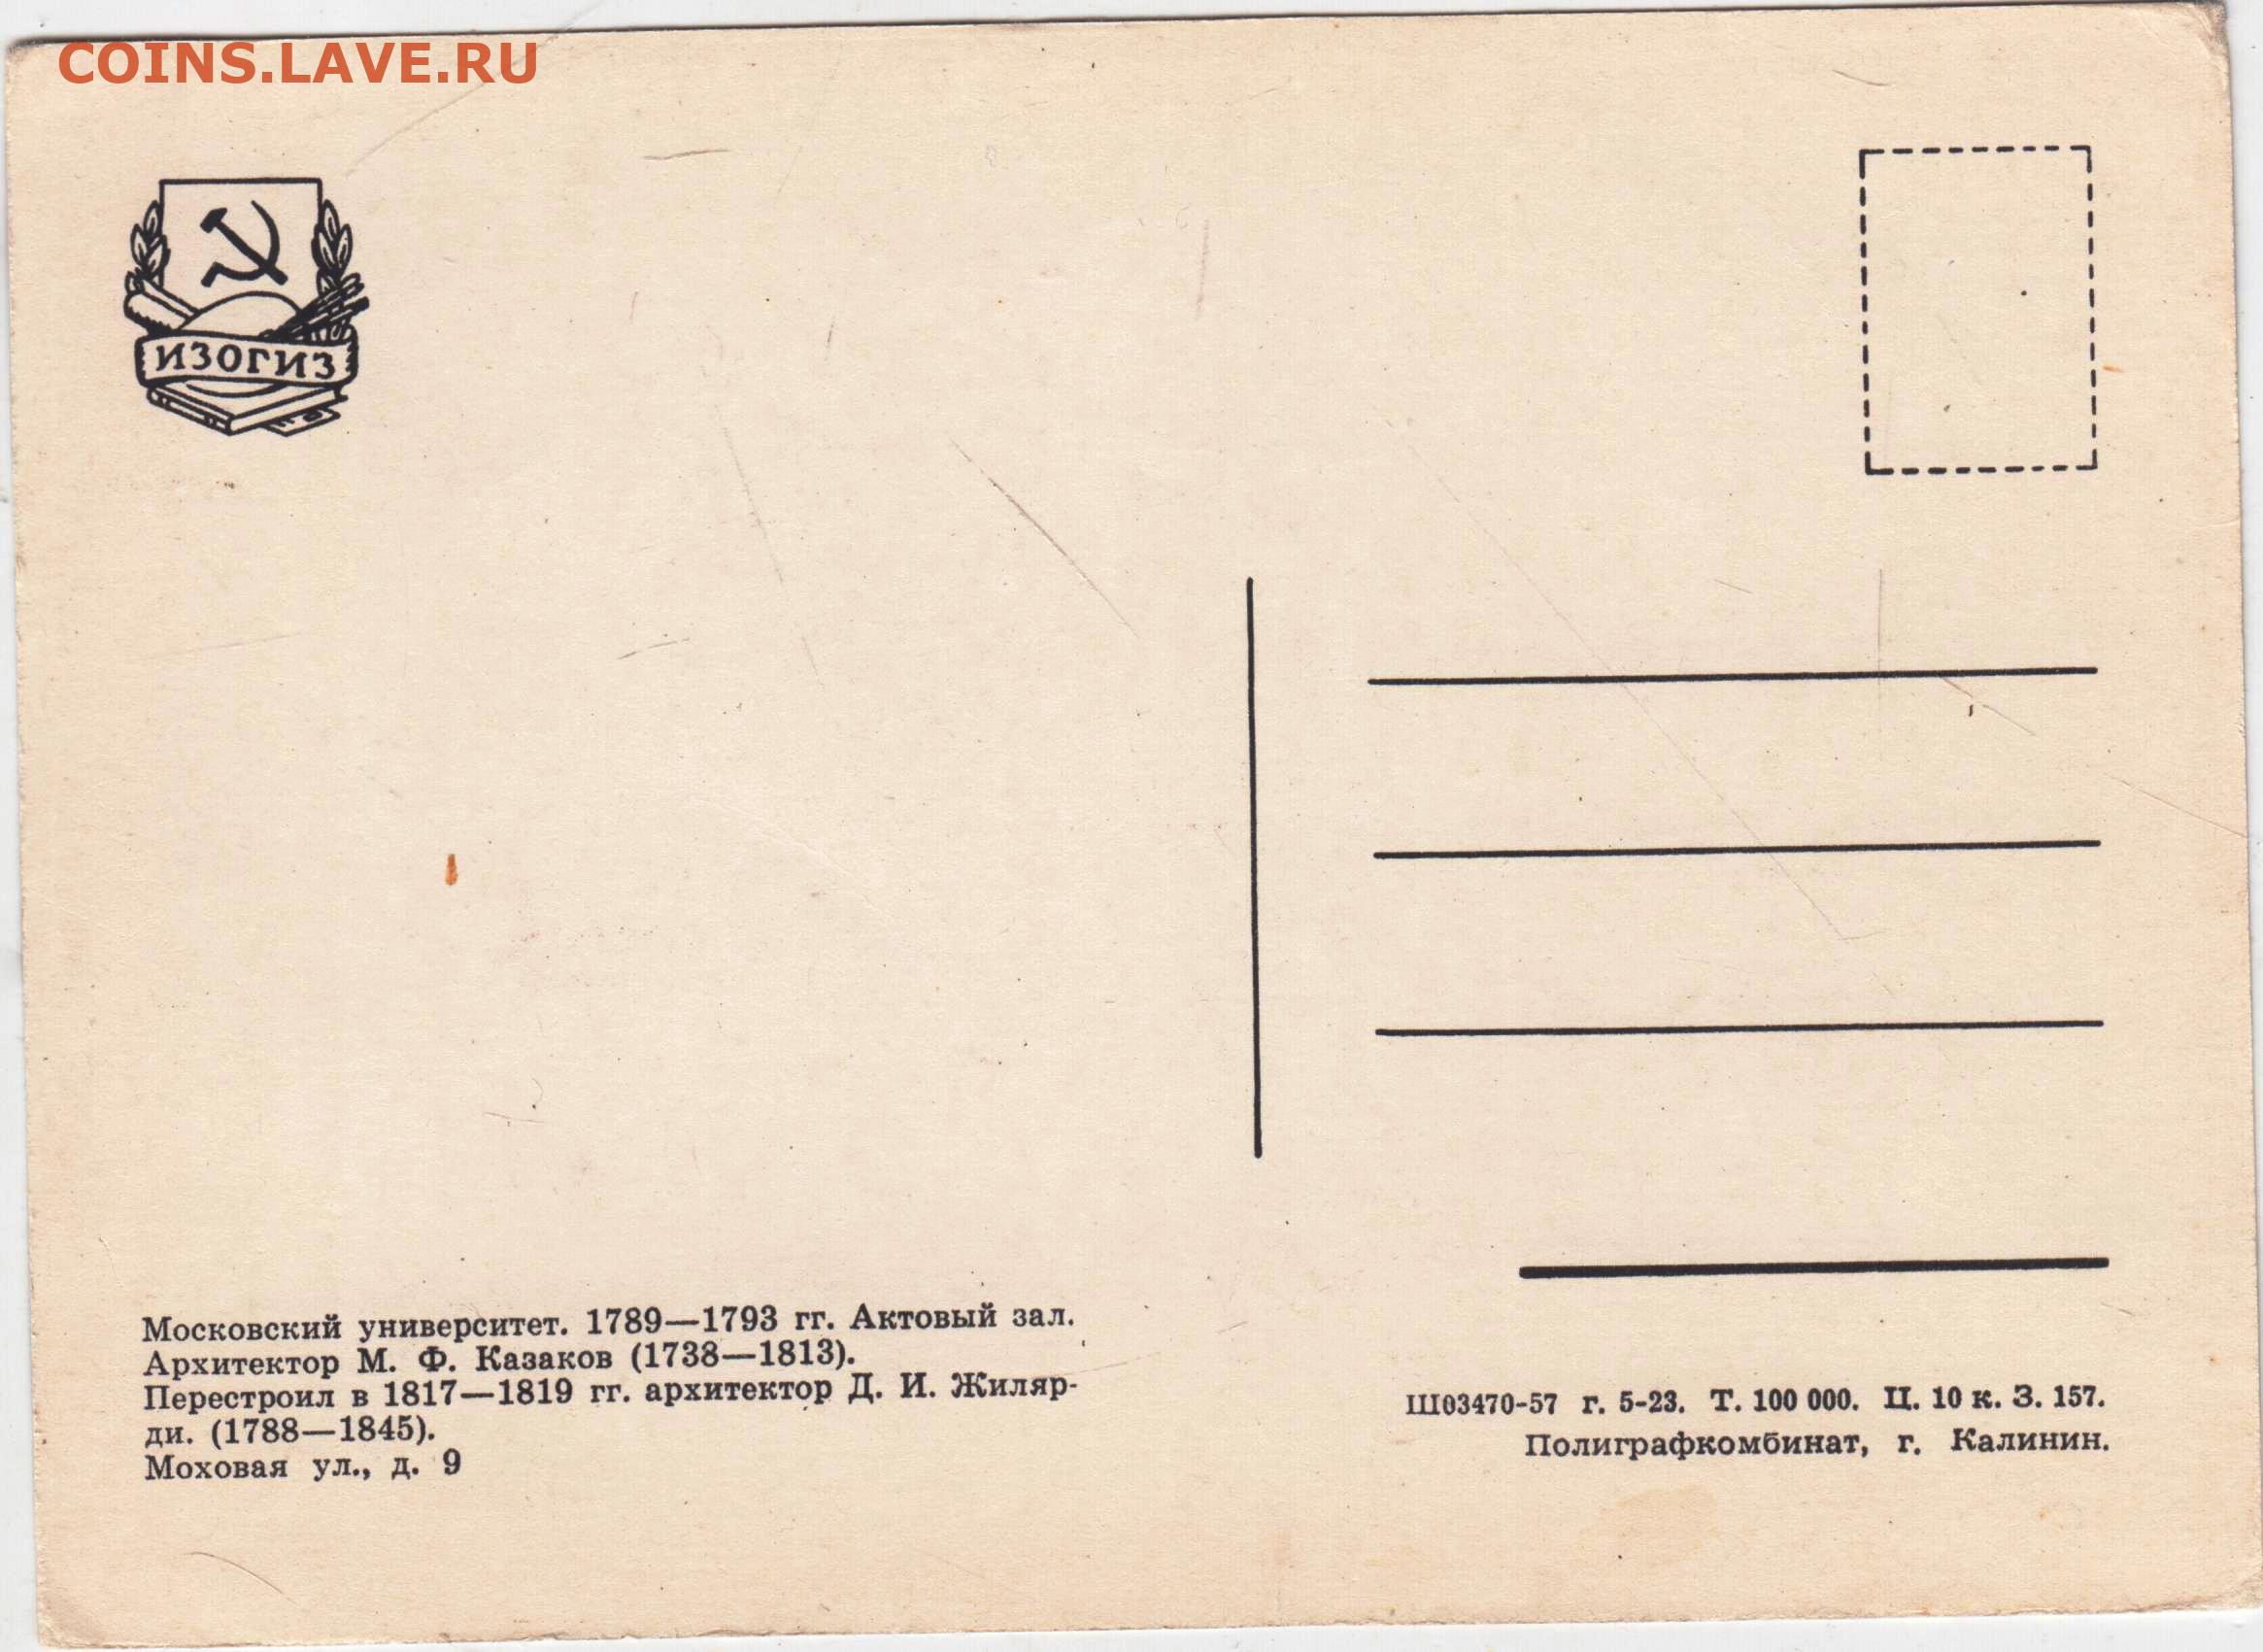 COINS.LAVE.RU
ИЗОГИЗ
Московский университет. 1789—1793 гг. Актовый зал.
Архитектор М. Ф. Казаков (1738—1813).
Перестроил в 1817—1819 гг. архитектор Д. И. Жиляр-
ди. (1788—1845).
Моховая ул., д. 9
Ш03470-57 г. 5-23. Т. 100 000. Ц. 10 к. З. 157.
Полиграфкомбинат, г. Калинин.